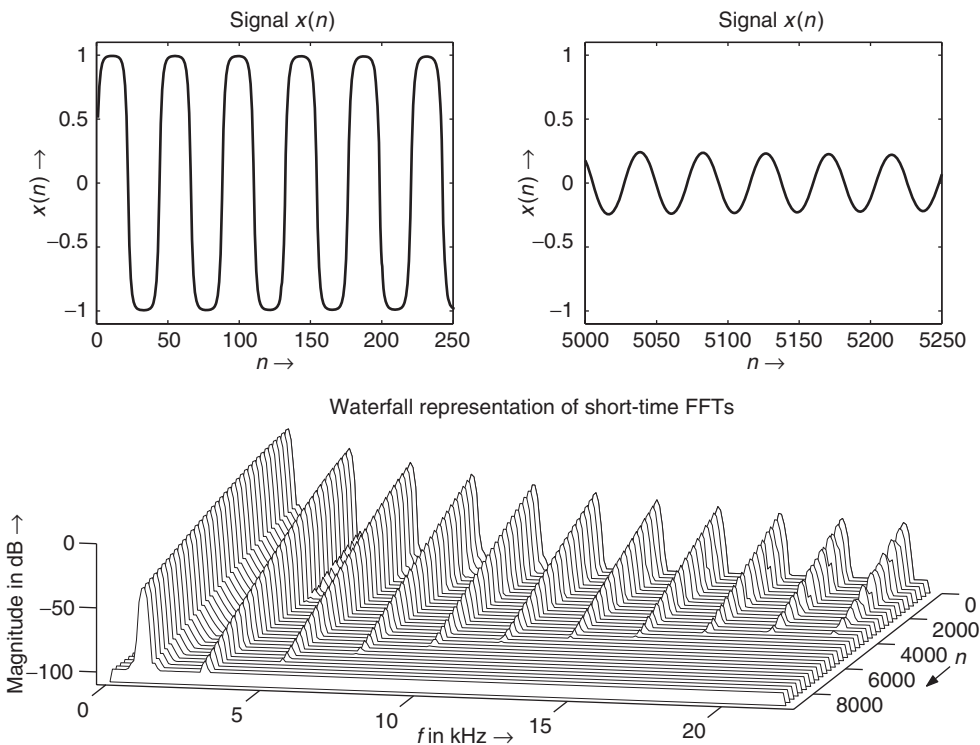 Signal x(n)
x(n) →
1
0.5
0
−0.5
−1
0 50 100 150 200 250
n →
Signal x(n)
x(n) →
1
0.5
0
−0.5
−1
5000 5050 5100 5150 5200 5250
n →
Waterfall representation of short-time FFTs
Magnitude in dB →
0
−50
−100
0 5 10 15 20
f in kHz →
0
2000
4000
6000
8000
n